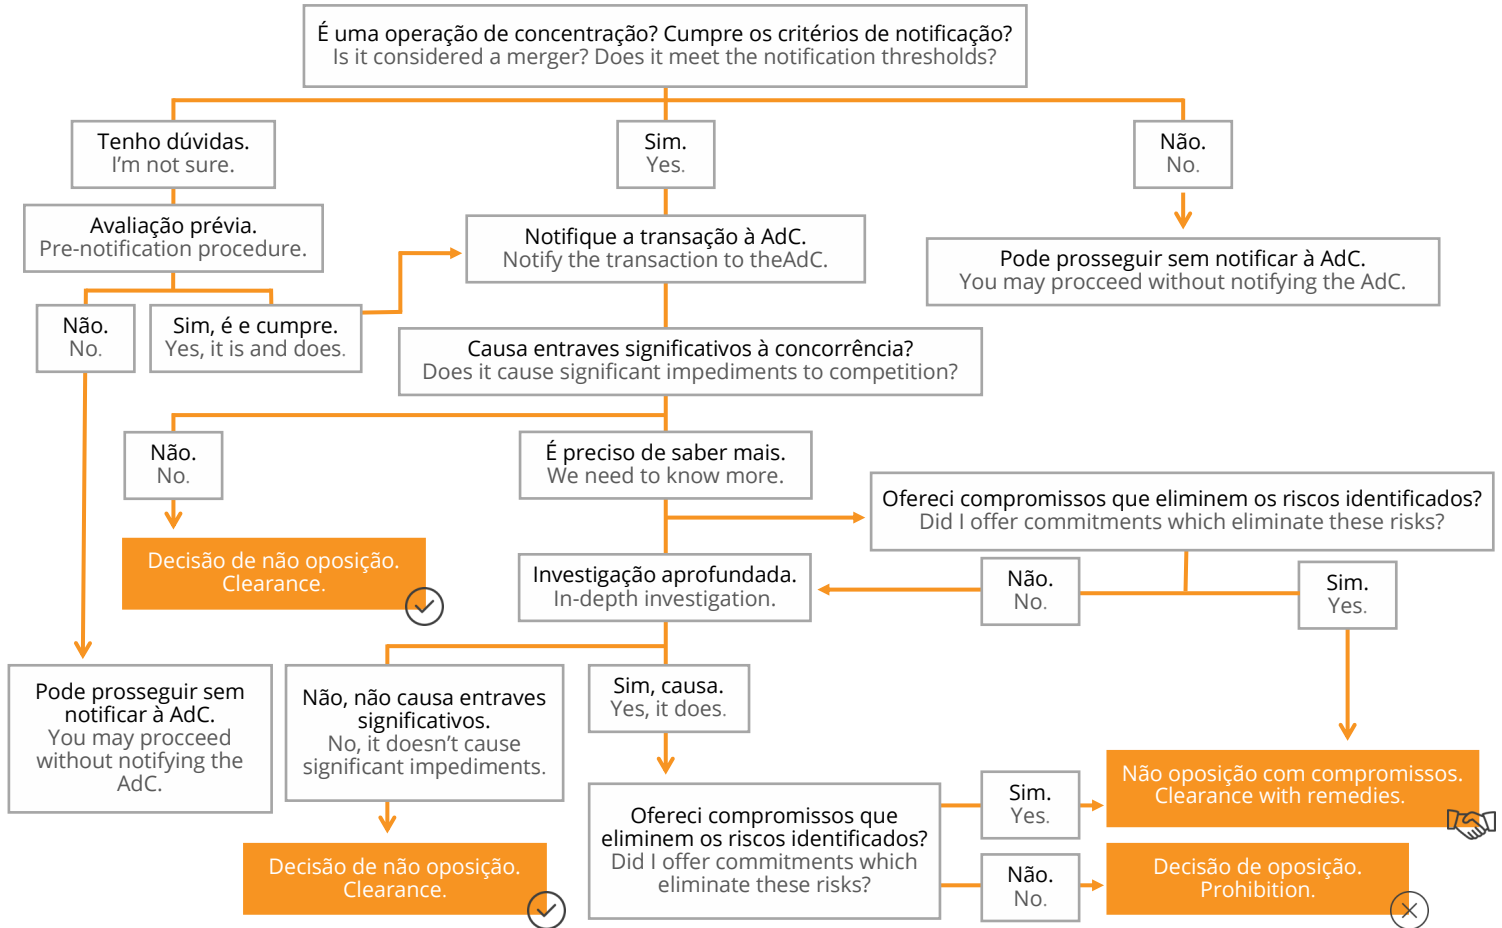 É uma operação de concentração? Cumpre os critérios de notificação?
Is it considered a merger? Does it meet the notification thresholds?
Tenho dúvidas.
I'm not sure.
Sim.
Yes.
Não.
No.
Avaliação prévia.
Pre-notification procedure.
Notifique a transação à AdC.
Notify the transaction to theAdC.
Pode prosseguir sem notificar à AdC.
You may procceed without notifying the AdC.
Não.
No.
Sim, é e cumpre.
Yes, it is and does.
Causa entraves significativos à concorrência?
Does it cause significant impediments to competition?
Não.
No.
É preciso de saber mais.
We need to know more.
Ofereci compromissos que eliminem os riscos identificados?
Did I offer commitments which eliminate these risks?
Decisão de não oposição.
Clearance.
Investigação aprofundada.
In-depth investigation.
Não.
No.
Sim.
Yes.
Pode prosseguir sem
notificar à AdC.
You may procceed
without notifying the
AdC.
Não, não causa entraves
significativos.
No, it doesn't cause
significant impediments.
Sim, causa.
Yes, it does.
Ofereci compromissos que
eliminem os riscos identificados?
Did I offer commitments which
eliminate these risks?
Sim.
Yes.
Não oposição com compromissos.
Clearance with remedies.
Decisão de não oposição.
Clearance.
Não.
No.
Decisão de oposição.
Prohibition.